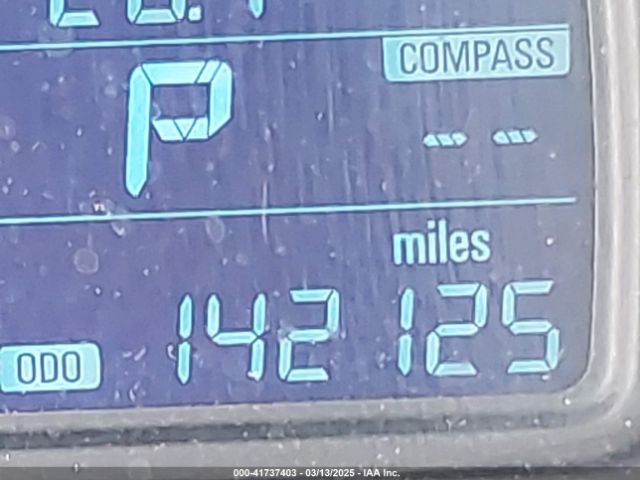 COMPASS
P
-- --
miles
ODO 142125
000-41737403 - 03/13/2025 - IAA Inc.